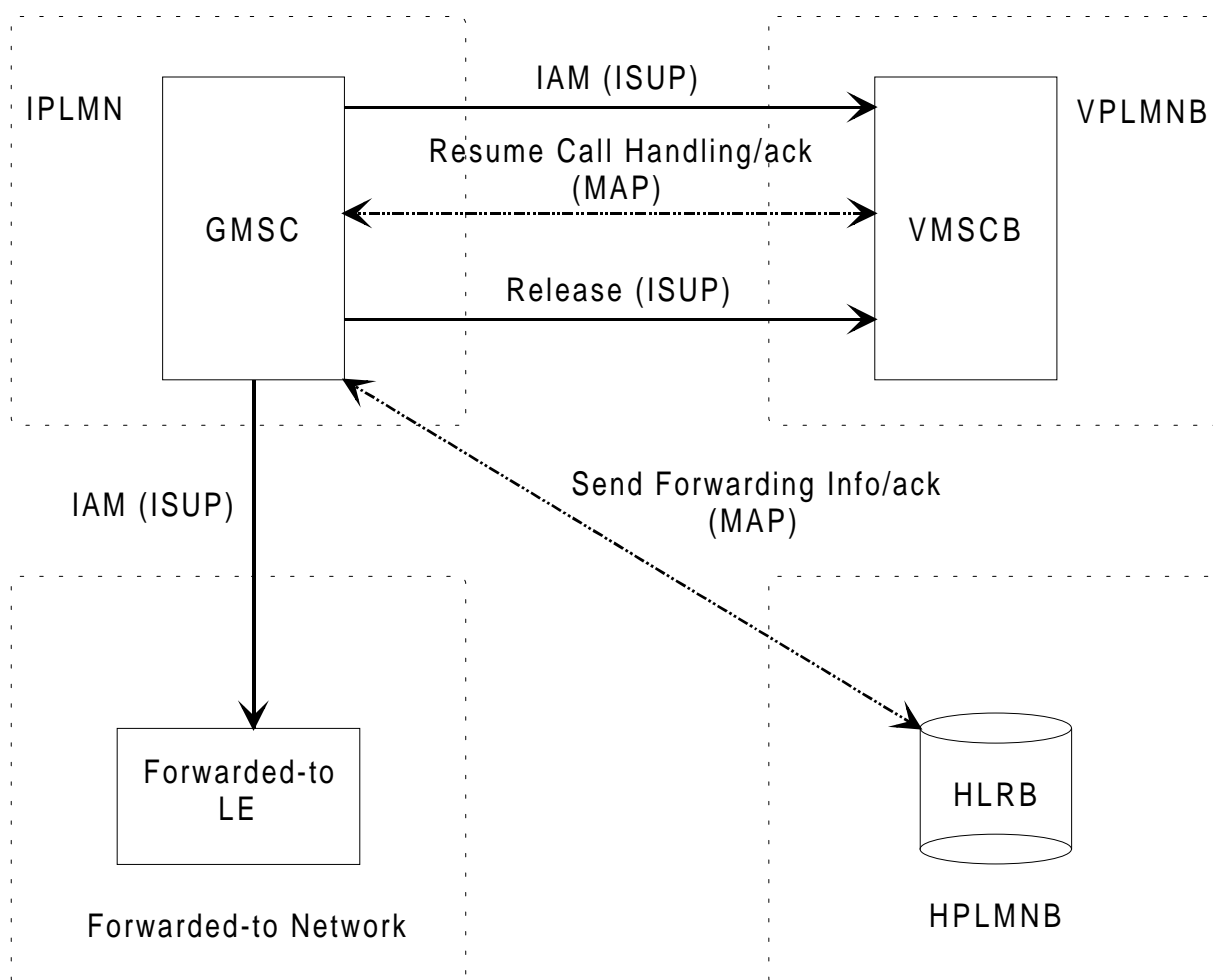 IAM (ISUP)
IPLMN
VPLMNB
Resume Call Handling/ack
(MAP)
GMSC
VMSCB
Release (ISUP)
Send Forwarding Info/ack
(MAP)
IAM (ISUP)
Forwarded-to
LE
HLRB
Forwarded-to Network
HPLMNB